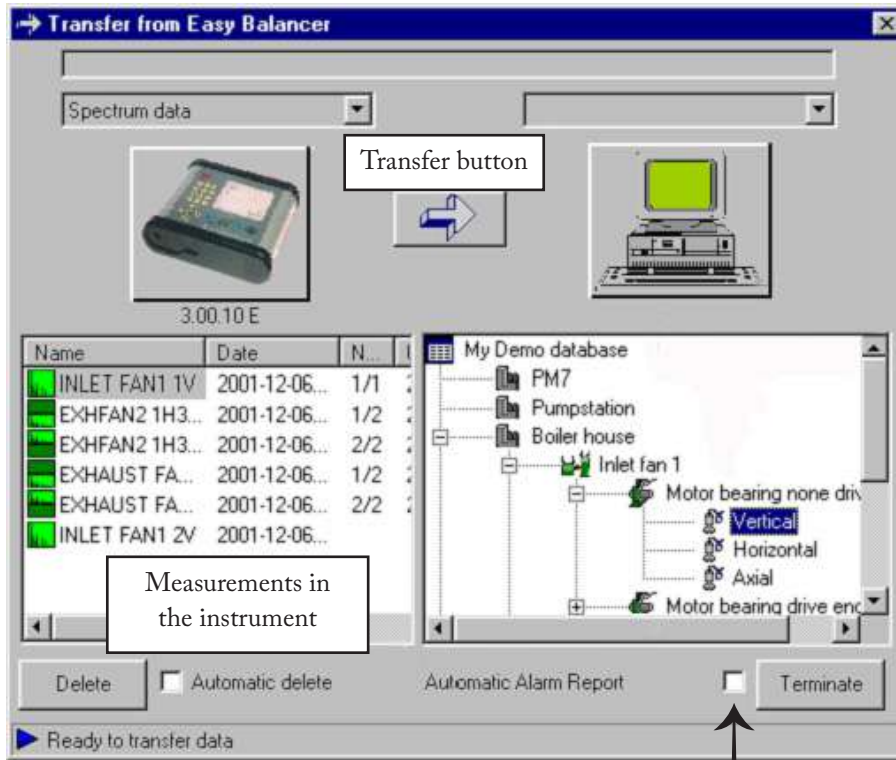 Transfer from Easy Balancer
Spectrum data
Transfer button
3.00.10 E
Name Date N...
INLET FAN1 1V 2001-12-06... 1/1
EXHFAN2 1H3... 2001-12-06... 1/2
EXHFAN2 1H3... 2001-12-06... 2/2
EXHAUST FA... 2001-12-06... 1/2
EXHAUST FA... 2001-12-06... 2/2
INLET FAN1 2V 2001-12-06...
Measurements in
the instrument
My Demo database
PM7
Pumpstation
Boiler house
Inlet fan 1
Motor bearing none driv
Vertical
Horizontal
Axial
Motor bearing drive end
Delete
Automatic delete
Automatic Alarm Report
Terminate
Ready to transfer data